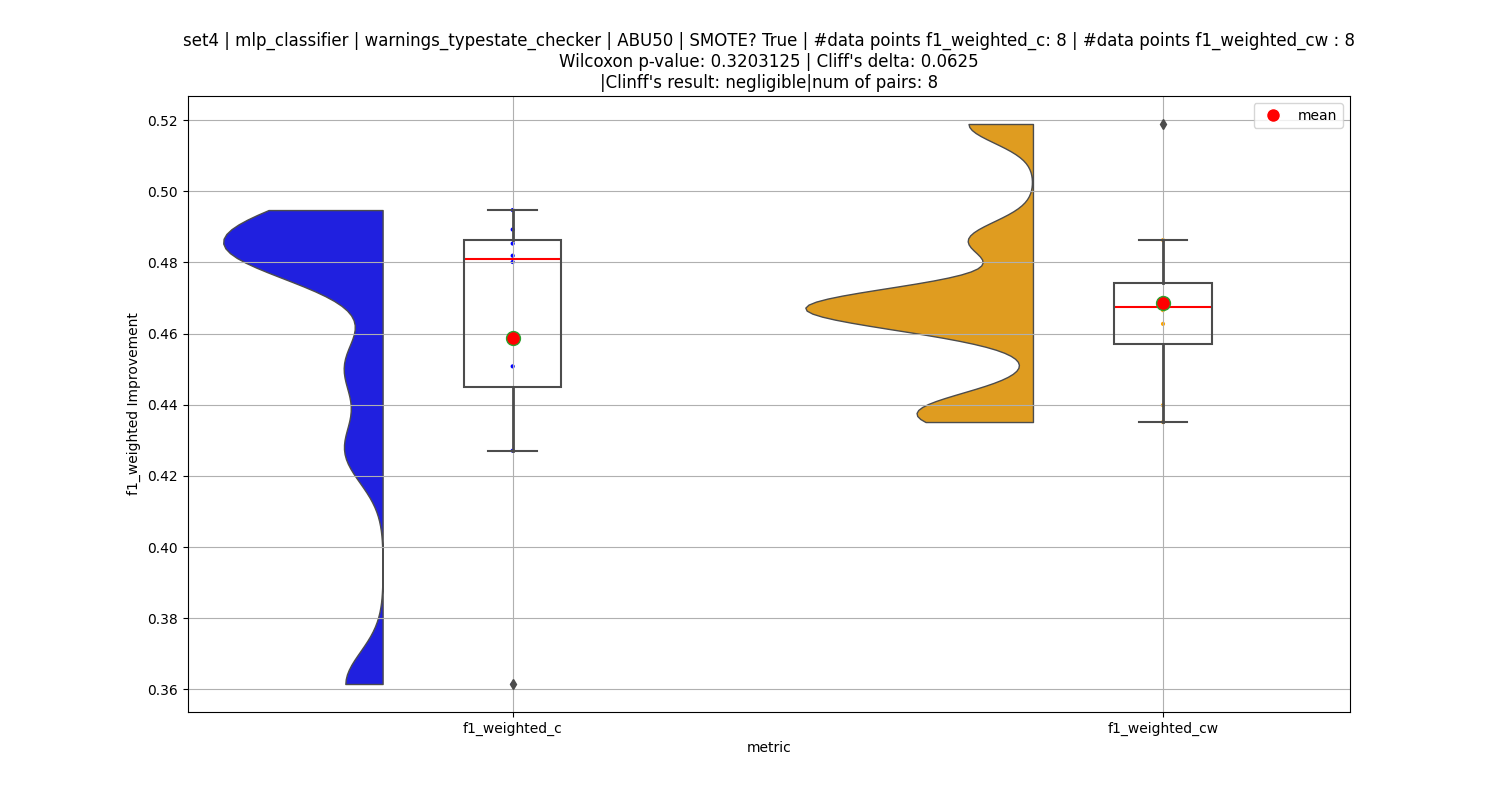 set4 | mlp_classifier | warnings_typestate_checker | ABU50 | SMOTE? True | #data points f1_weighted_c: 8 | #data points f1_weighted_cw : 8
Wilcoxon p-value: 0.3203125 | Cliff's delta: 0.0625
|Clinff's result: negligible|num of pairs: 8
mean
0.52
0.50
0.48
0.46
0.44
0.42
0.40
0.38
0.36
f1_weighted Improvement
f1_weighted_c
f1_weighted_cw
metric